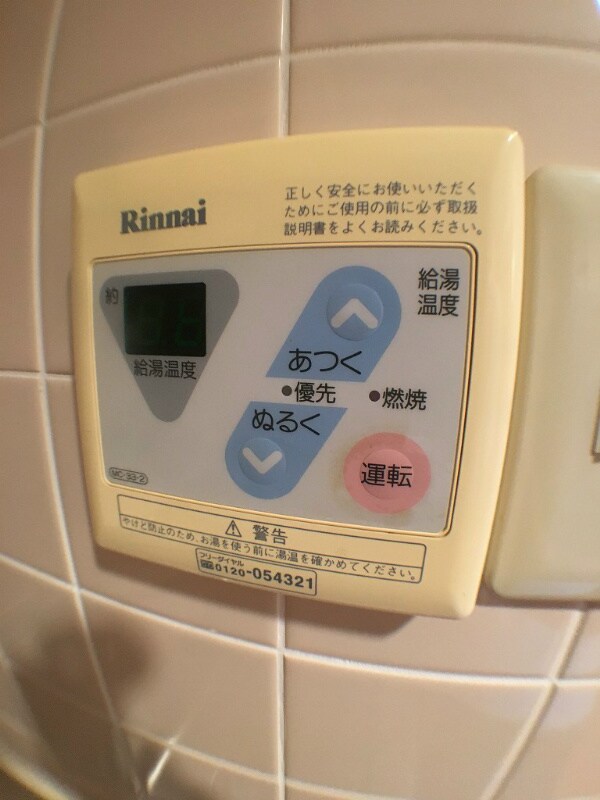 正しく安全にお使いいただく
ためにご使用の前に必ず取扱
説明書をよくお読みください。
Rinnai
約
給湯温度
給湯
温度
あつく
優先
燃焼
ぬるく
運転
MC-33-2
警告
やけど防止のため、お湯を使う前に湯温を確かめてください。
フリーダイヤル
0120-054321